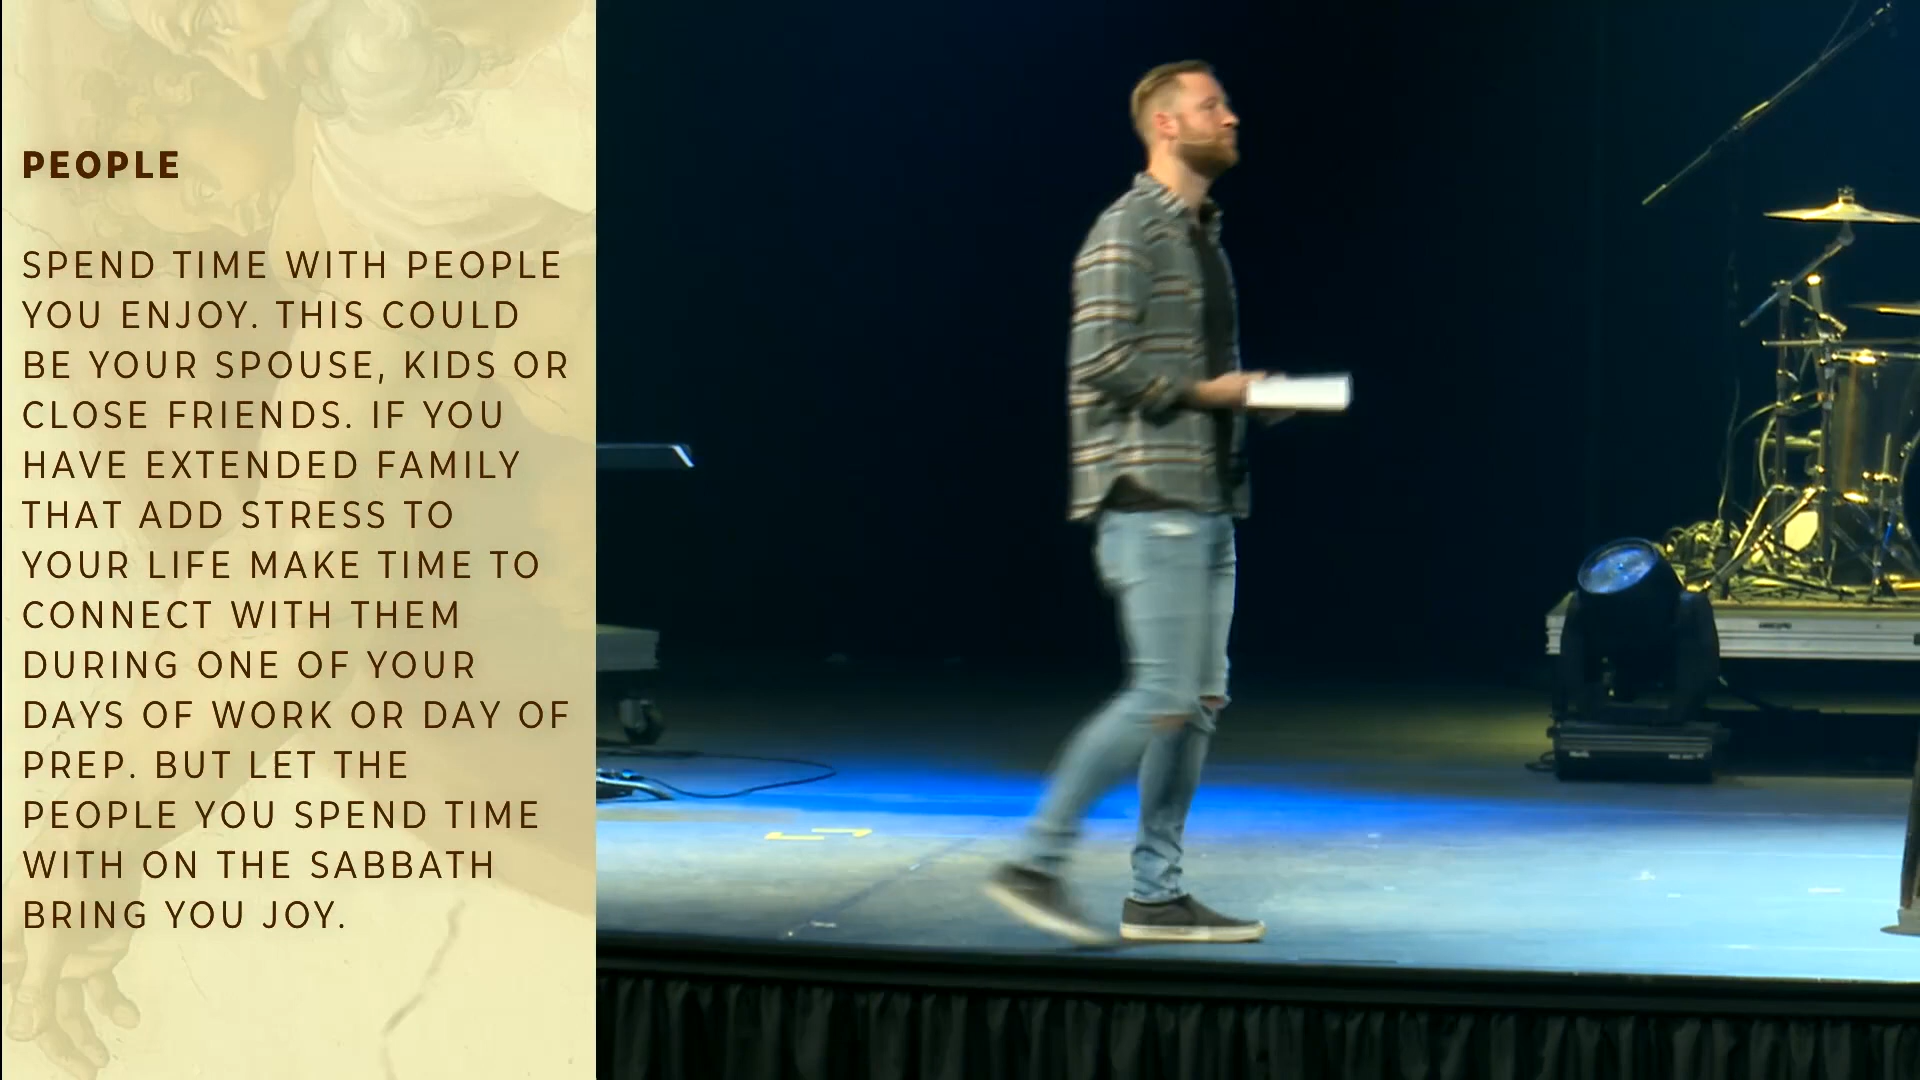 PEOPLE
SPEND TIME WITH PEOPLE
YOU ENJOY. THIS COULD
BE YOUR SPOUSE, KIDS OR
CLOSE FRIENDS. IF YOU
HAVE EXTENDED FAMILY
THAT ADD STRESS TO
YOUR LIFE MAKE TIME TO
CONNECT WITH THEM
DURING ONE OF YOUR
DAYS OF WORK OR DAY OF
PREP. BUT LET THE
PEOPLE YOU SPEND TIME
WITH ON THE SABBATH
BRING YOU JOY.